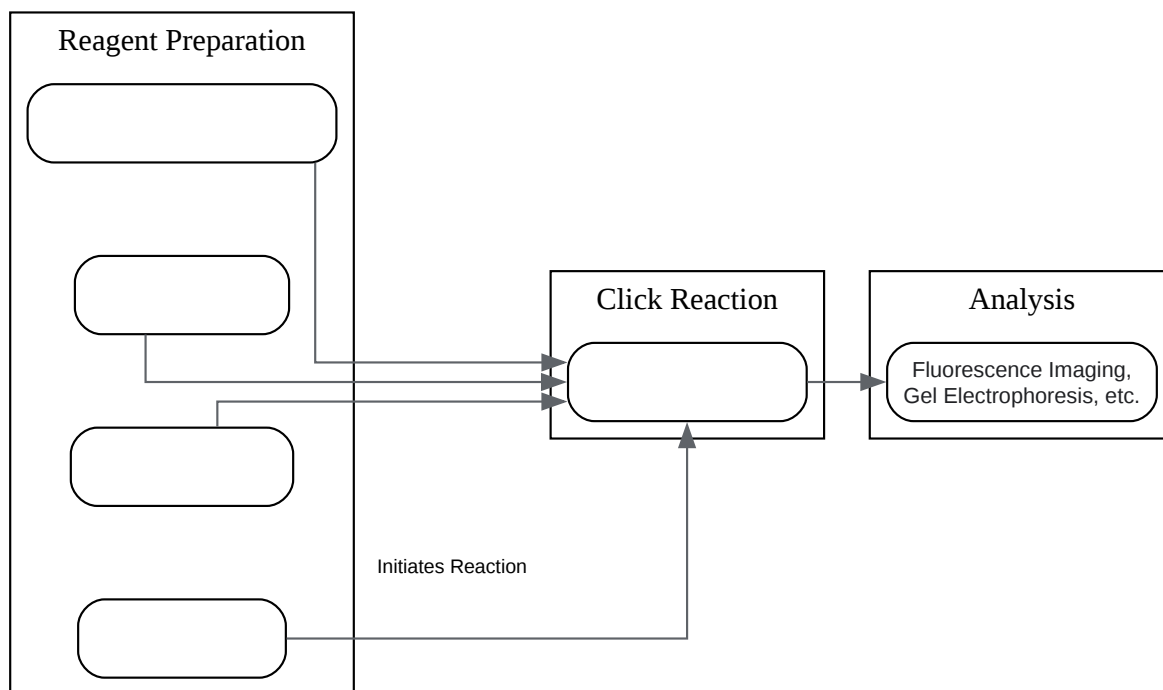 Reagent Preparation
Click Reaction
Analysis
Fluorescence Imaging,
Gel Electrophoresis, etc.
Initiates Reaction